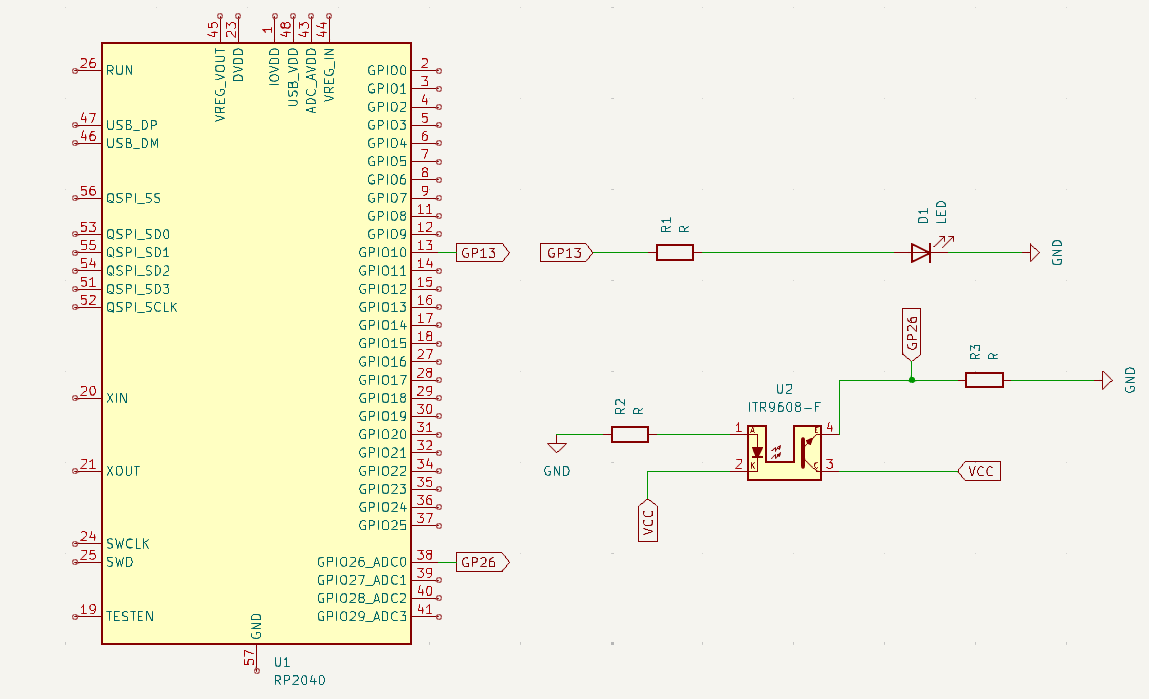 45
23
1
48
43
44
VREG_VOUT
DVDD
IOVDD
USB_VDD
ADC_AVDD
VREG_IN
26 RUN
47 USB_DP
46 USB_DM
56 QSPI_SS
53 QSPI_SD0
55 QSPI_SD1
54 QSPI_SD2
51 QSPI_SD3
52 QSPI_SCLK
20 XIN
21 XOUT
24 SWCLK
25 SWD
19 TESTEN
GPIO0 2
GPIO1 3
GPIO2 4
GPIO3 5
GPIO4 6
GPIO5 7
GPIO6 8
GPIO7 9
GPIO8 11
GPIO9 12
GPIO10 13 GP13
GPIO11 14
GPIO12 15
GPIO13 16
GPIO14 17
GPIO15 18
GPIO16 27
GPIO17 28
GPIO18 29
GPIO19 30
GPIO20 31
GPIO21 32
GPIO22 34
GPIO23 35
GPIO24 36
GPIO25 37
GPIO26_ADC0 38 GP26
GPIO27_ADC1 39
GPIO28_ADC2 40
GPIO29_ADC3 41
GND
57
U1
RP2040
GP13
R1
R
D1
LED
GND
GP26
R3
R
GND
U2
ITR9608-F
R2
R
GND
1 A
2 K
E 4
C 3
VCC
VCC